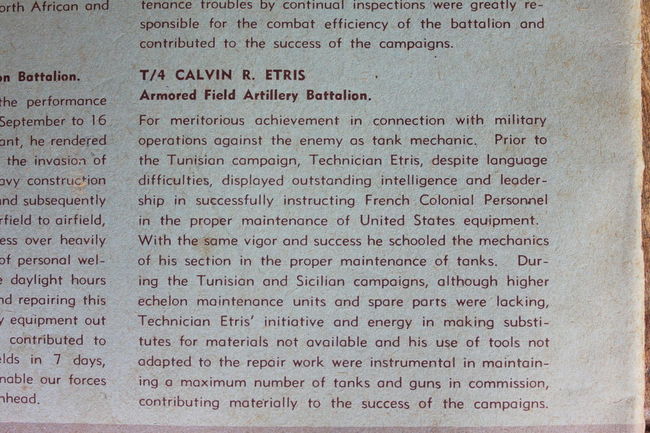 orth African and
on Battalion.
the performance
September to 16
ant, he rendered
the invasion of
avy construction
and subsequently
rfield to airfield,
ess over heavily
of personal wel-
e daylight hours
nd repairing this
y equipment out
contributed to
elds in 7 days,
nable our forces
nhead.
tenance troubles by continual inspections were greatly re-
sponsible for the combat efficiency of the battalion and
contributed to the success of the campaigns.
T/4 CALVIN R. ETRIS
Armored Field Artillery Battalion.
For meritorious achievement in connection with military
operations against the enemy as tank mechanic. Prior to
the Tunisian campaign, Technician Etris, despite language
difficulties, displayed outstanding intelligence and leader-
ship in successfully instructing French Colonial Personnel
in the proper maintenance of United States equipment.
With the same vigor and success he schooled the mechanics
of his section in the proper maintenance of tanks. Dur-
ing the Tunisian and Sicilian campaigns, although higher
echelon maintenance units and spare parts were lacking,
Technician Etris' initiative and energy in making substi-
tutes for materials not available and his use of tools not
adapted to the repair work were instrumental in maintain-
ing a maximum number of tanks and guns in commission,
contributing materially to the success of the campaigns.